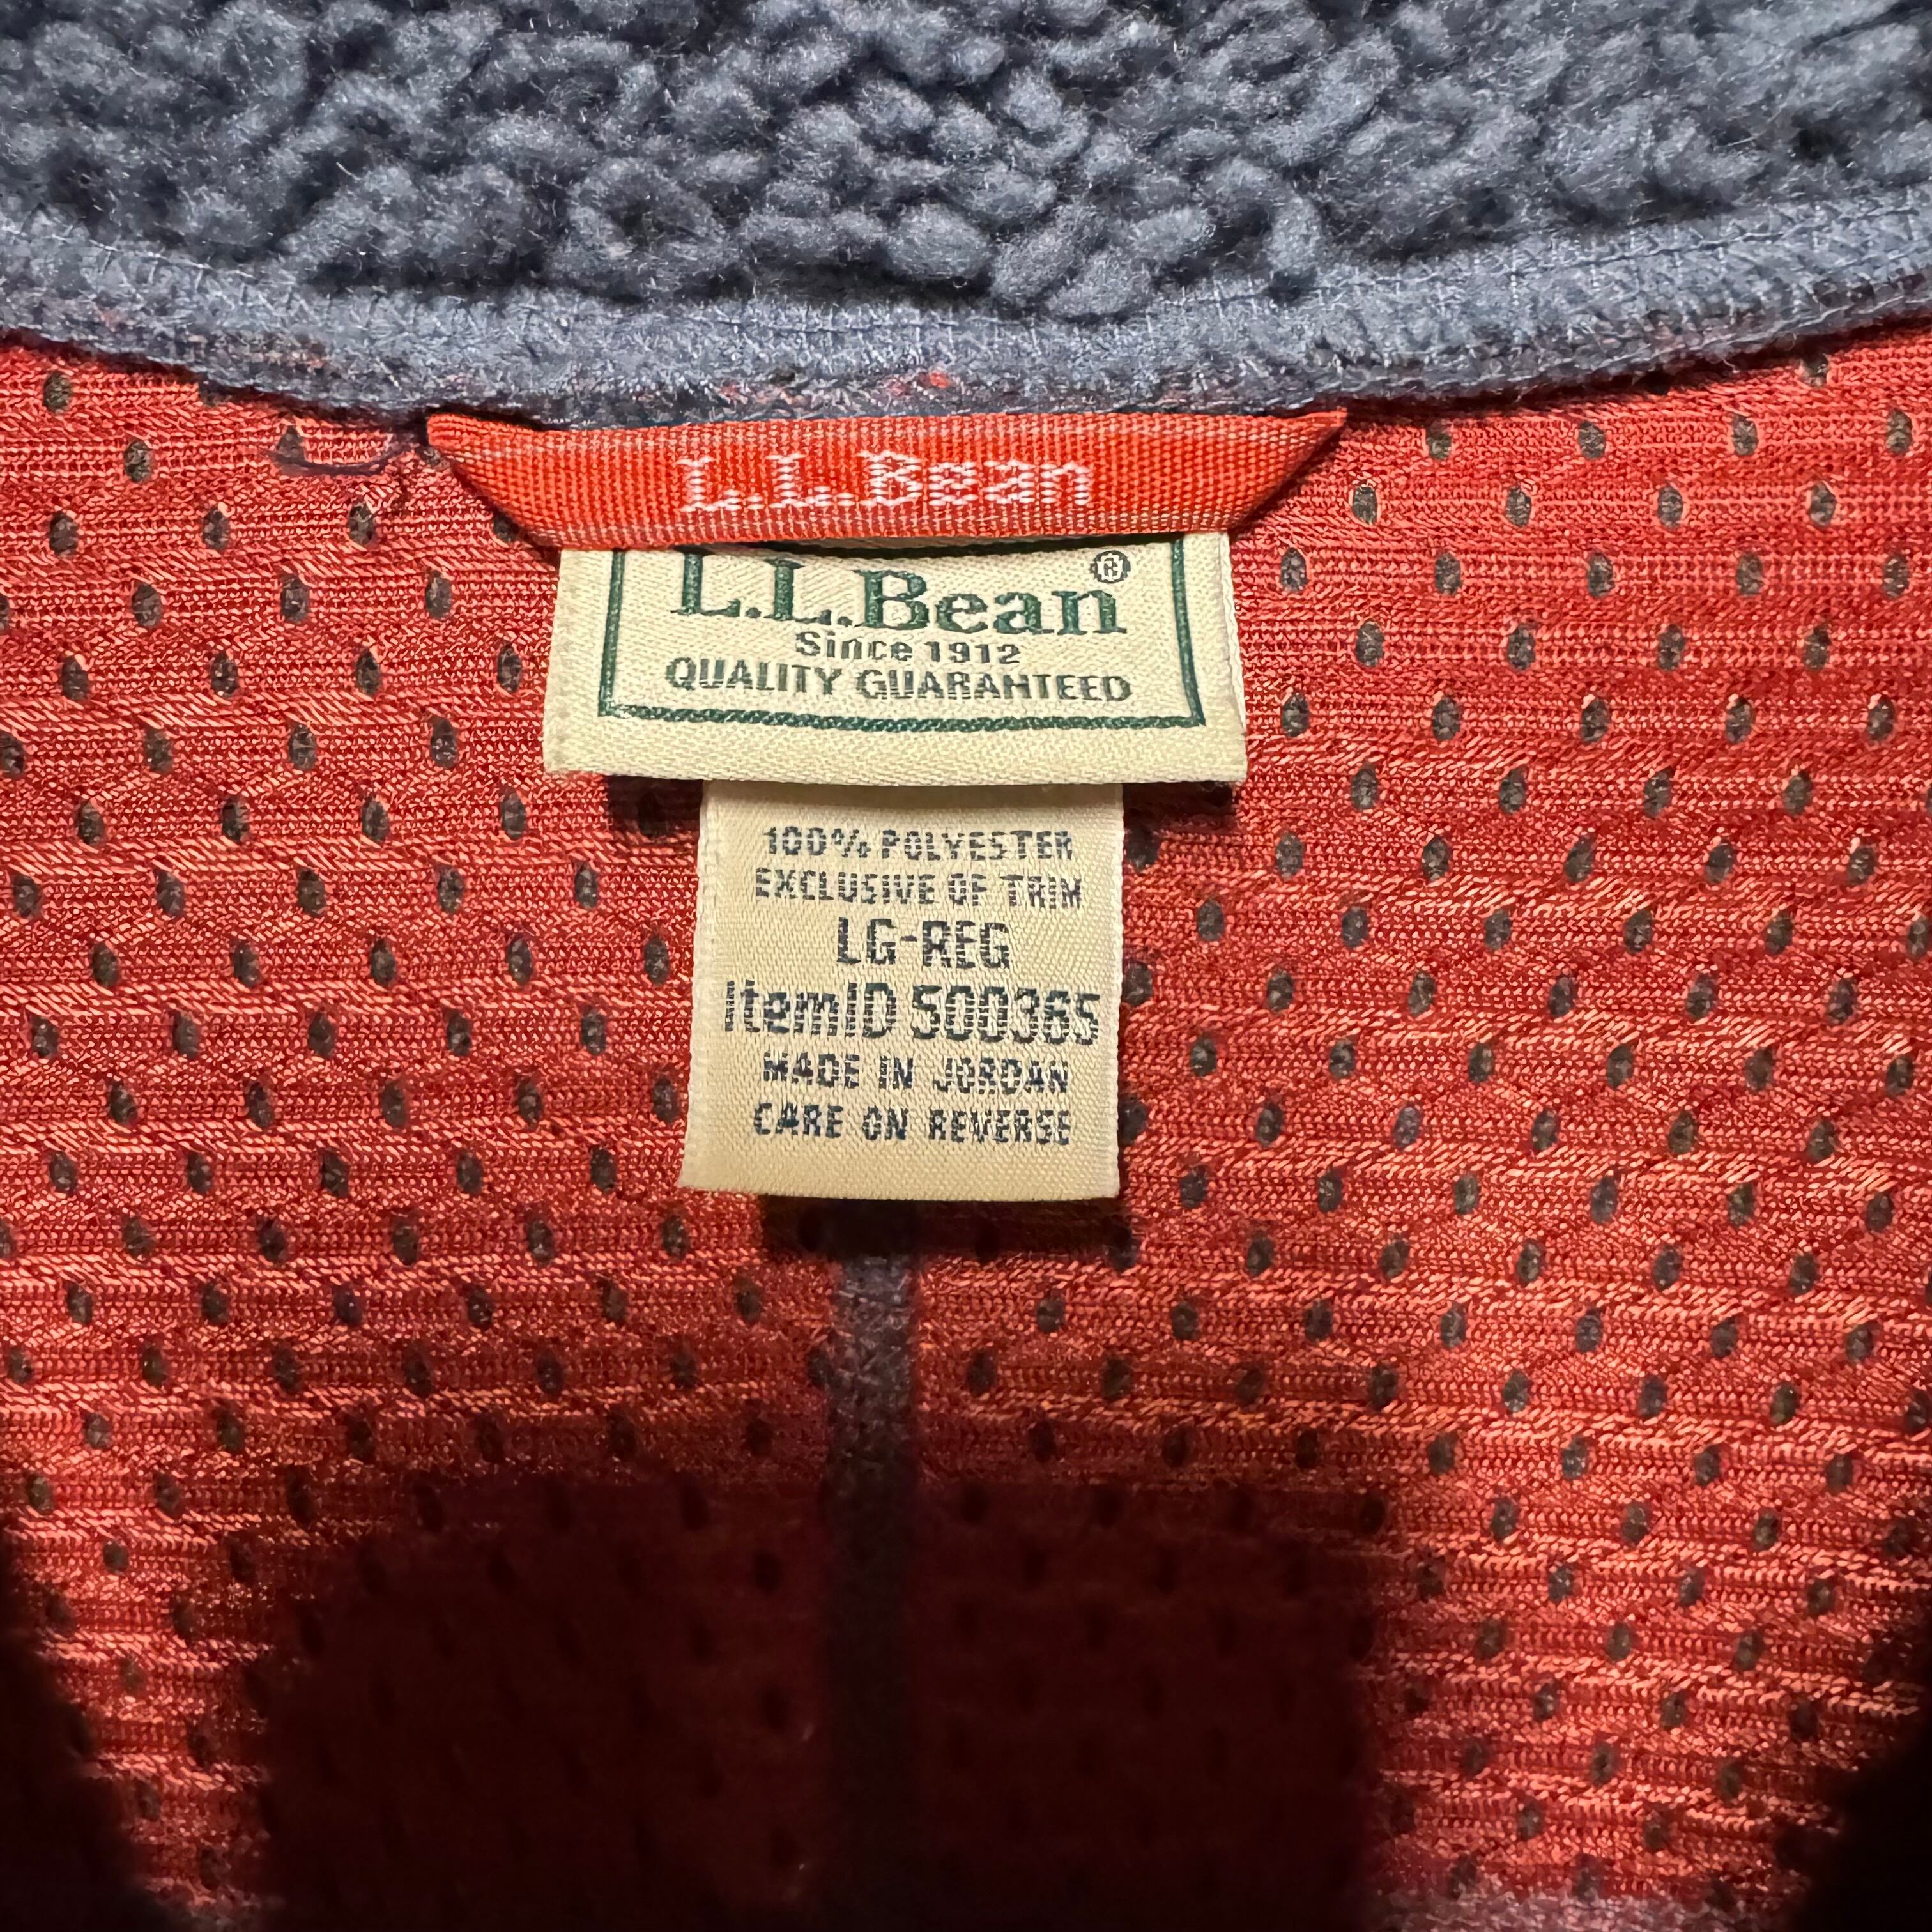 L.L.Bean
L.L.Bean®
Since 1912
QUALITY GUARANTEED
100% POLYESTER
EXCLUSIVE OF TRIM
LG-REG
ItemID 500365
MADE IN JORDAN
CARE ON REVERSE